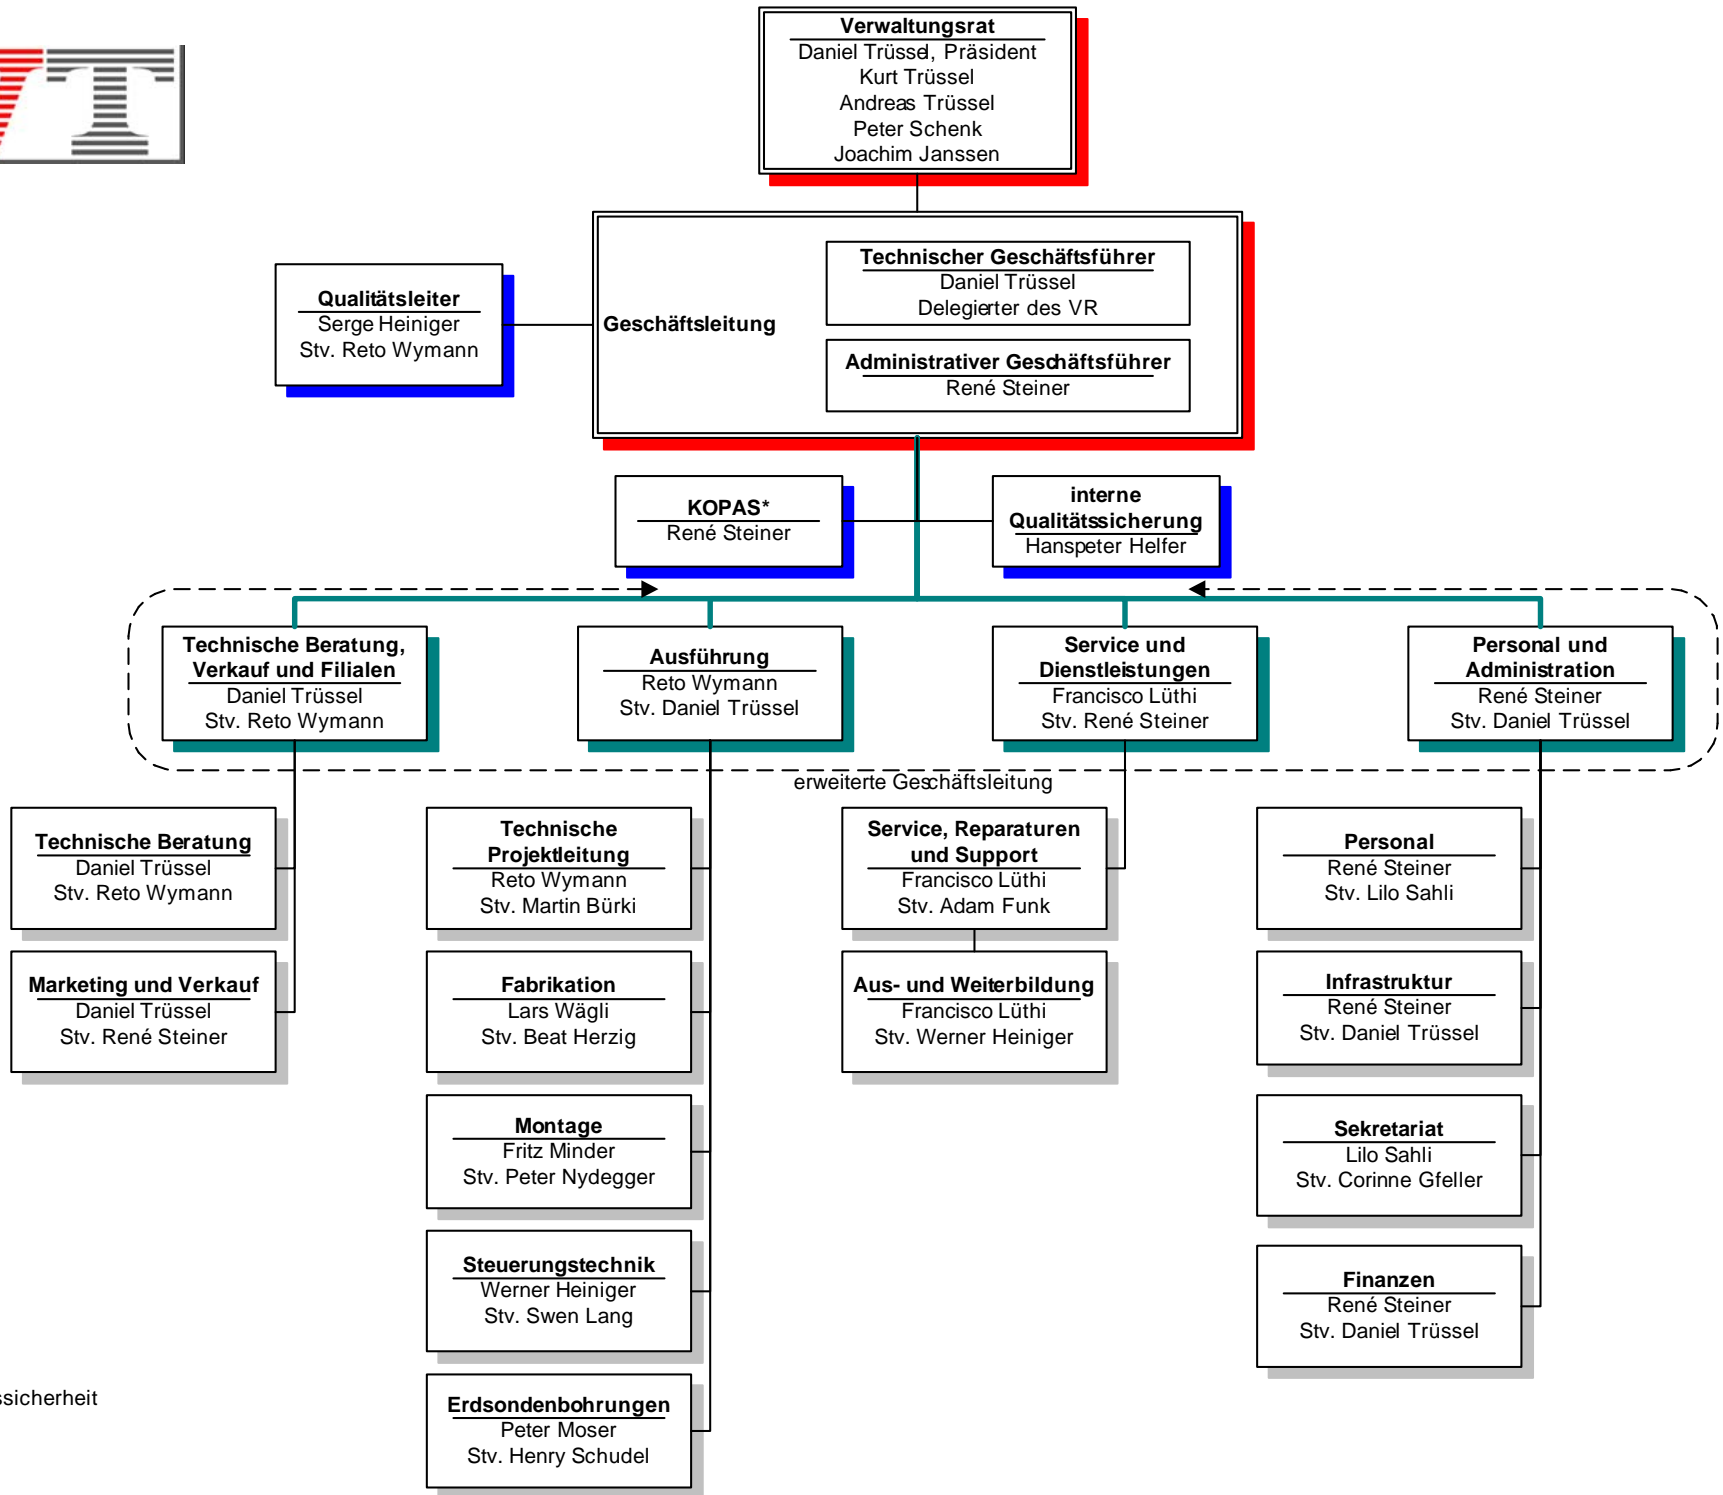 Verwaltungsrat
Daniel Trüssel, Präsident
Kurt Trüssel
Andreas Trüssel
Peter Schenk
Joachim Janssen
Geschäftsleitung
Technischer Geschäftsführer
Daniel Trüssel
Delegierter des VR
Administrativer Geschäftsführer
René Steiner
Qualitätsleiter
Serge Heiniger
Stv. Reto Wymann
KOPAS*
René Steiner
interne
Qualitätssicherung
Hanspeter Helfer
Technische Beratung,
Verkauf und Filialen
Daniel Trüssel
Stv. Reto Wymann
Ausführung
Reto Wymann
Stv. Daniel Trüssel
Service und
Dienstleistungen
Francisco Lüthi
Stv. René Steiner
Personal und
Administration
René Steiner
Stv. Daniel Trüssel
erweiterte Geschäftsleitung
Technische Beratung
Daniel Trüssel
Stv. Reto Wymann
Marketing und Verkauf
Daniel Trüssel
Stv. René Steiner
Technische
Projektleitung
Reto Wymann
Stv. Martin Bürki
Fabrikation
Lars Wägli
Stv. Beat Herzig
Montage
Fritz Minder
Stv. Peter Nydegger
Steuerungstechnik
Werner Heiniger
Stv. Swen Lang
Erdsondenbohrungen
Peter Moser
Stv. Henry Schudel
Service, Reparaturen
und Support
Francisco Lüthi
Stv. Adam Funk
Aus- und Weiterbildung
Francisco Lüthi
Stv. Werner Heiniger
Personal
René Steiner
Stv. Lilo Sahli
Infrastruktur
René Steiner
Stv. Daniel Trüssel
Sekretariat
Lilo Sahli
Stv. Corinne Gfeller
Finanzen
René Steiner
Stv. Daniel Trüssel
ssicherheit